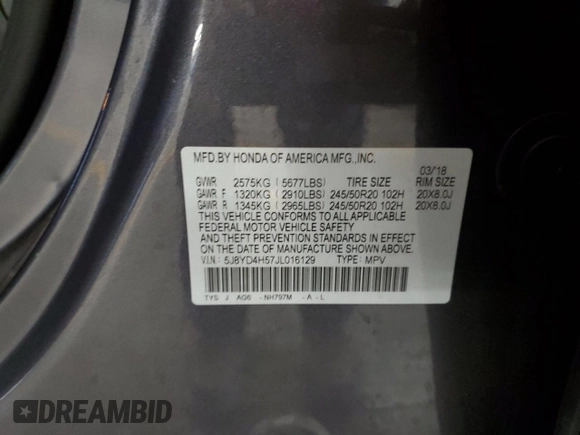 MFD.BY HONDA OF AMERICA MFG.,INC.
03/18
GVWR 2575KG ( 5677LBS) TIRE SIZE RIM SIZE
GAWR F 1320KG ( 2910LBS) 245/50R20 102H 20X8.0J
GAWR R 1345KG ( 2965LBS) 245/50R20 102H 20X8.0J
THIS VEHICLE CONFORMS TO ALL APPLICABLE
FEDERAL MOTOR VEHICLE SAFETY
AND THEFT PREVENTION STANDARDS IN EFFECT
ON THE DATE OF MANUFACTURE SHOWN ABOVE.
V.I.N.: 5J8YD4H57JL016129 TYPE: MPV
TYS J AG6 - NH797M - A - L
DREAMBID